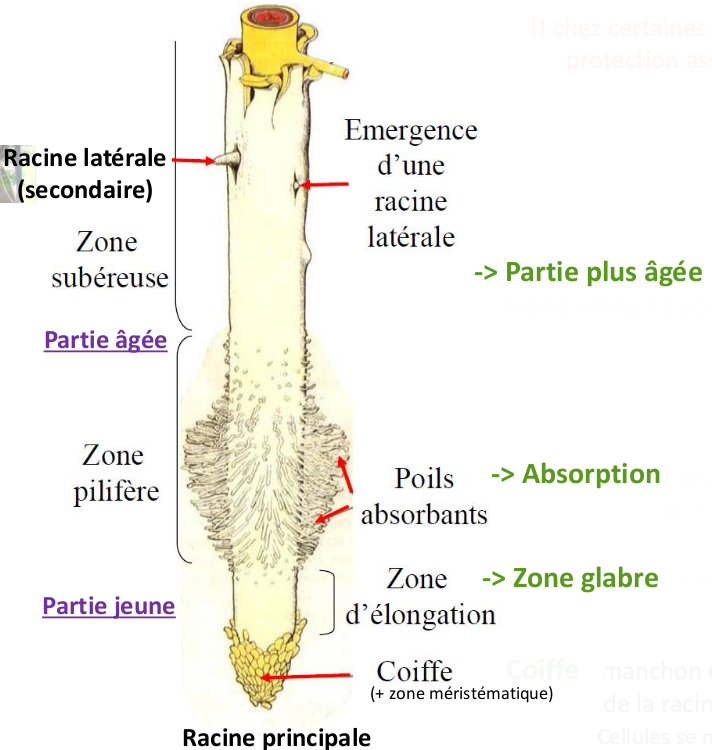 !! chez certaines
protection ass
Racine latérale
(secondaire)
Emergence
d’une
racine
latérale
Zone
subéreuse
-> Partie plus âgée
Partie âgée
Zone
pilifère
Poils
absorbants
-> Absorption
Partie jeune
Zone
d’élongation
-> Zone glabre
Coiffe
(+ zone méristématique)
Coiffe manchon
de la racin
Cellules se
Racine principale